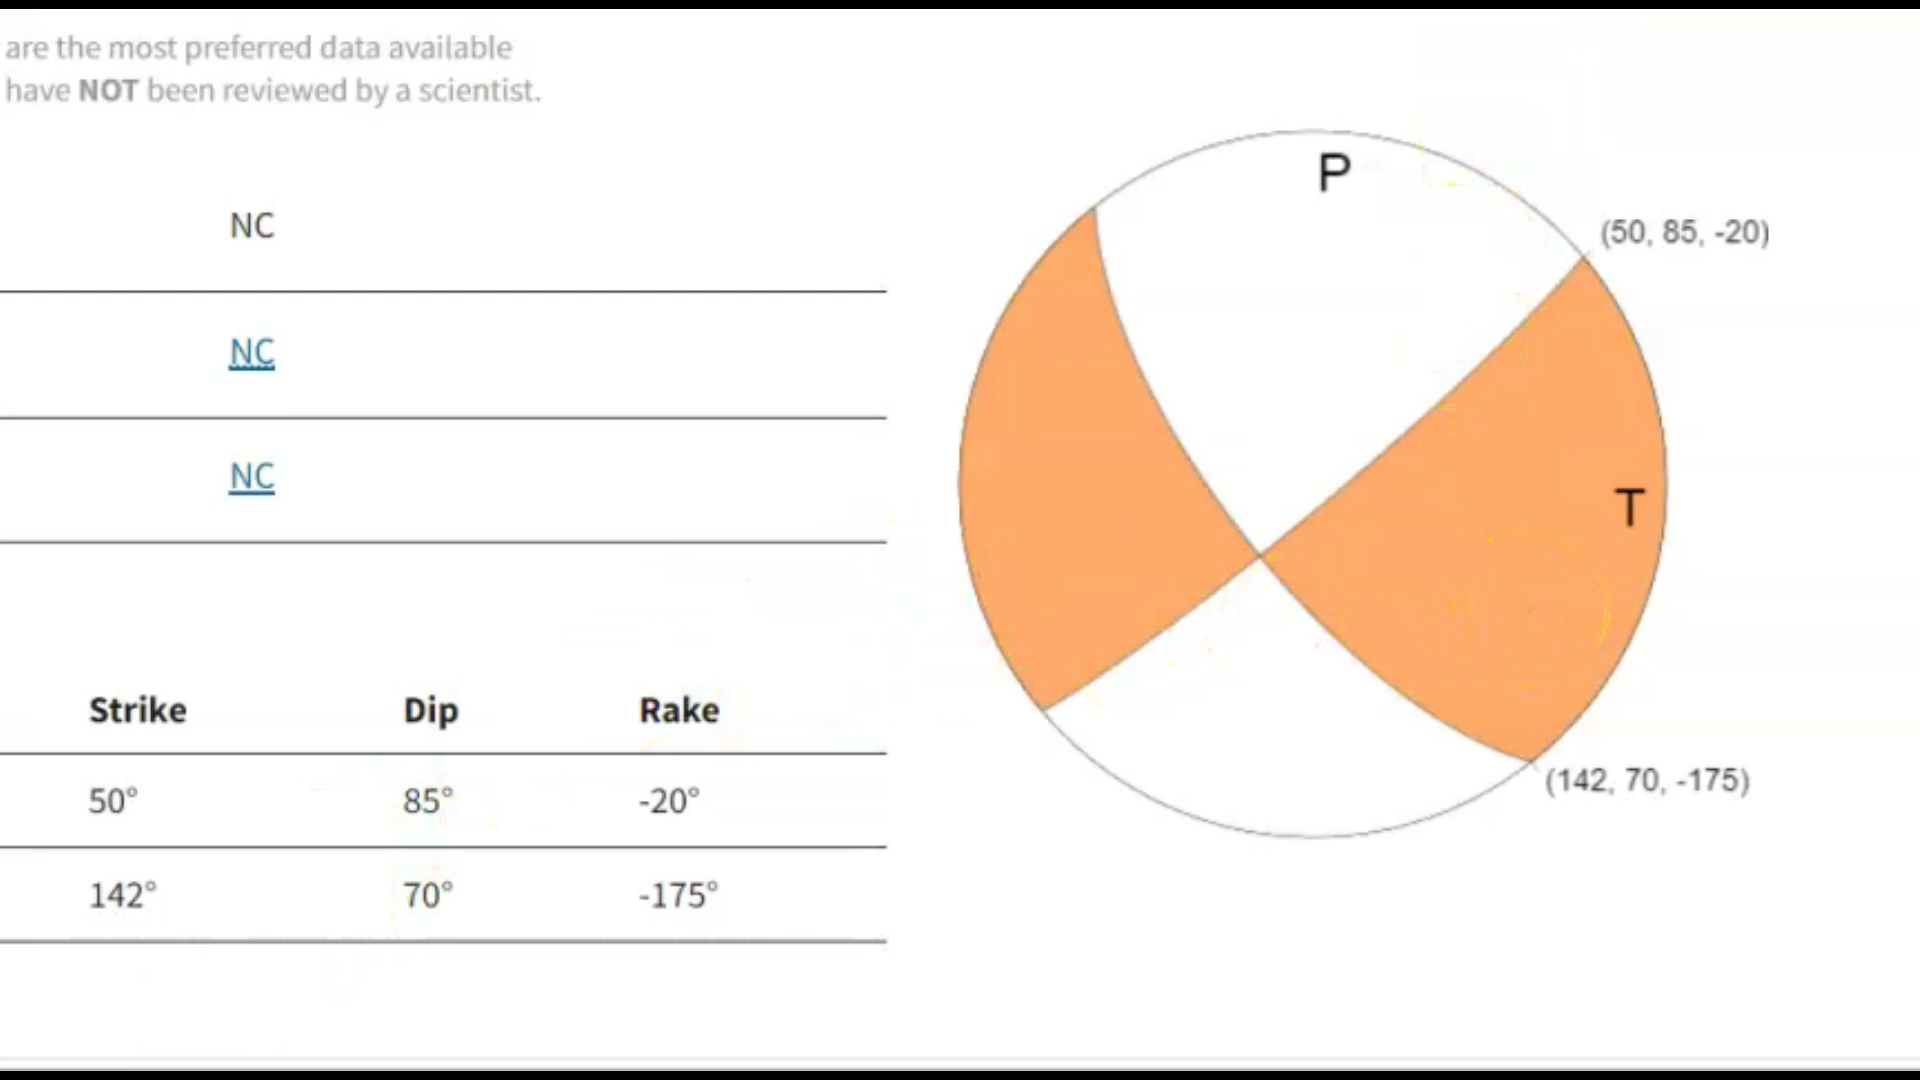 are the most preferred data available
have NOT been reviewed by a scientist.
NC
NC
NC
Strike Dip Rake
50° 85° -20°
142° 70° -175°
P
(50, 85, -20)
T
(142, 70, -175)